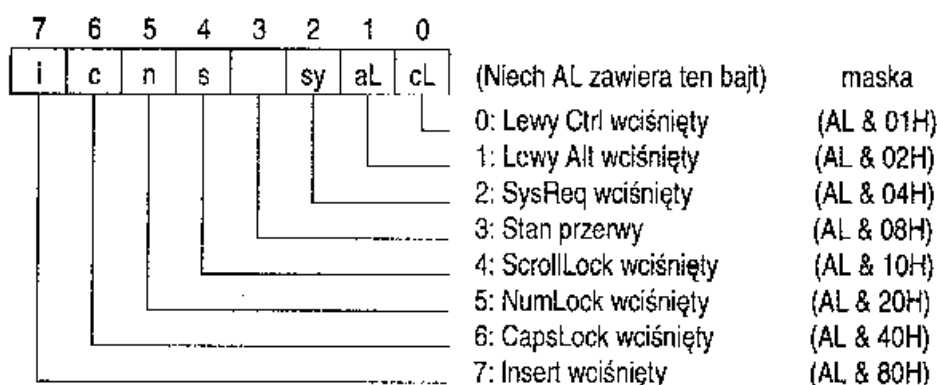 7 6 5 4 3 2 1 0
i c n s sy aL cL (Niech AL zawiera ten bajt) maska
0: Lewy Ctrl wciśnięty (AL & 01H)
1: Lewy Alt wciśnięty (AL & 02H)
2: SysReq wciśnięty (AL & 04H)
3: Stan przerwy (AL & 08H)
4: ScrollLock wciśnięty (AL & 10H)
5: NumLock wciśnięty (AL & 20H)
6: CapsLock wciśnięty (AL & 40H)
7: Insert wciśnięty (AL & 80H)